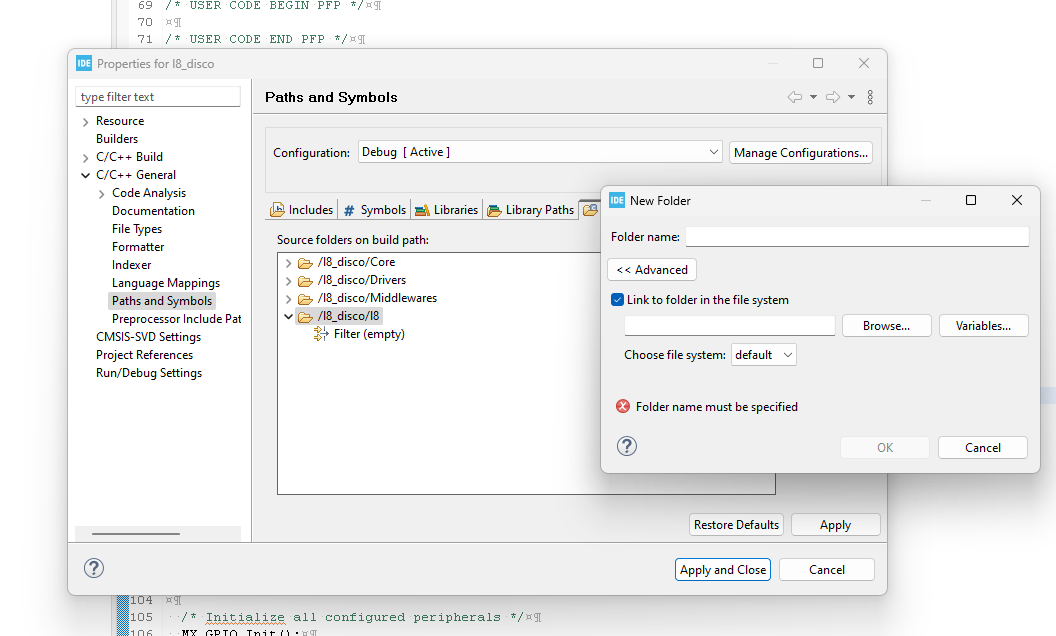 69 /* USER CODE BEGIN PFP */¤¶
70 ¤¶
71 /* USER CODE END PFP */¤¶
IDE Properties for l8_disco
type filter text
Resource
Builders
C/C++ Build
C/C++ General
Code Analysis
Documentation
File Types
Formatter
Indexer
Language Mappings
Paths and Symbols
Preprocessor Include Pat
CMSIS-SVD Settings
Project References
Run/Debug Settings
Paths and Symbols
Configuration: Debug [ Active ] Manage Configurations...
Includes # Symbols Libraries Library Paths
Source folders on build path:
/l8_disco/Core
/l8_disco/Drivers
/l8_disco/Middlewares
/l8_disco/l8
Filter (empty)
Restore Defaults Apply
? Apply and Close Cancel
IDE New Folder
Folder name:
<< Advanced
Link to folder in the file system
Browse... Variables...
Choose file system: default
Folder name must be specified
? OK Cancel
104 ¤¶
105 /* Initialize all configured peripherals */¤¶
106 MX_GPIO_Init();¤¶